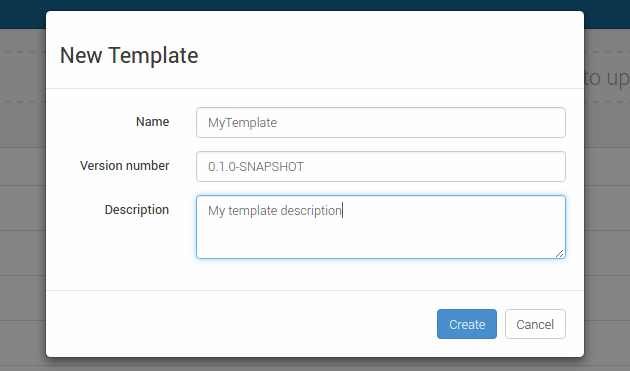 New Template
to up
Name
MyTemplate
Version number
0.1.0-SNAPSHOT
Description
My template description
Create
Cancel